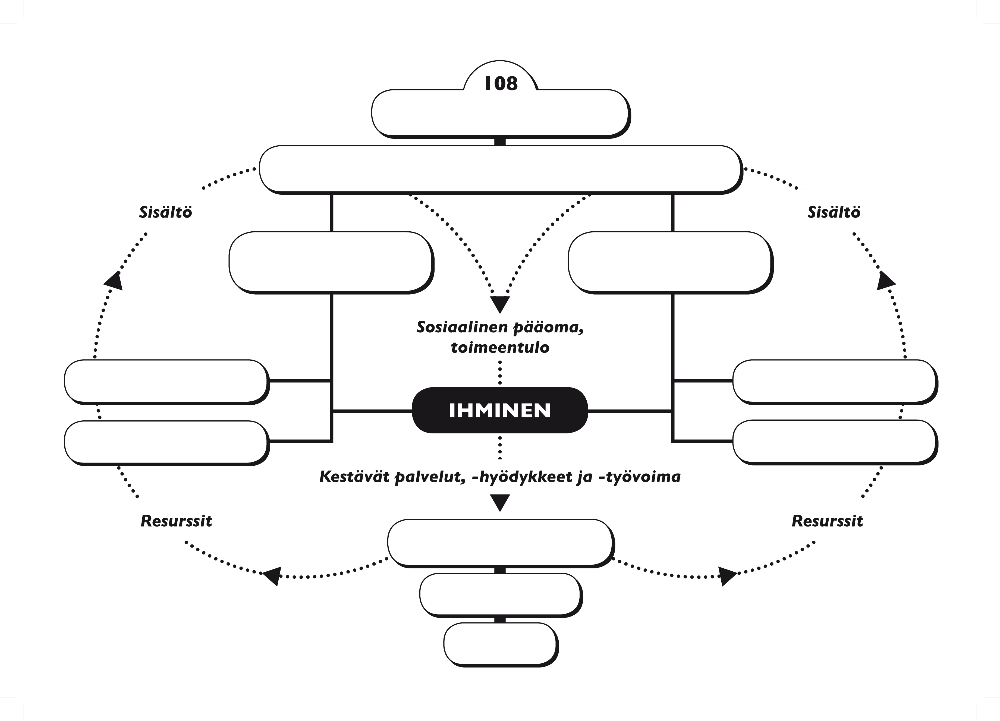 108
Sisältö
Sisältö
Sosiaalinen pääoma,
toimeentulo
IHMINEN
Kestävät palvelut, -hyödykkeet ja -työvoima
Resurssit
Resurssit